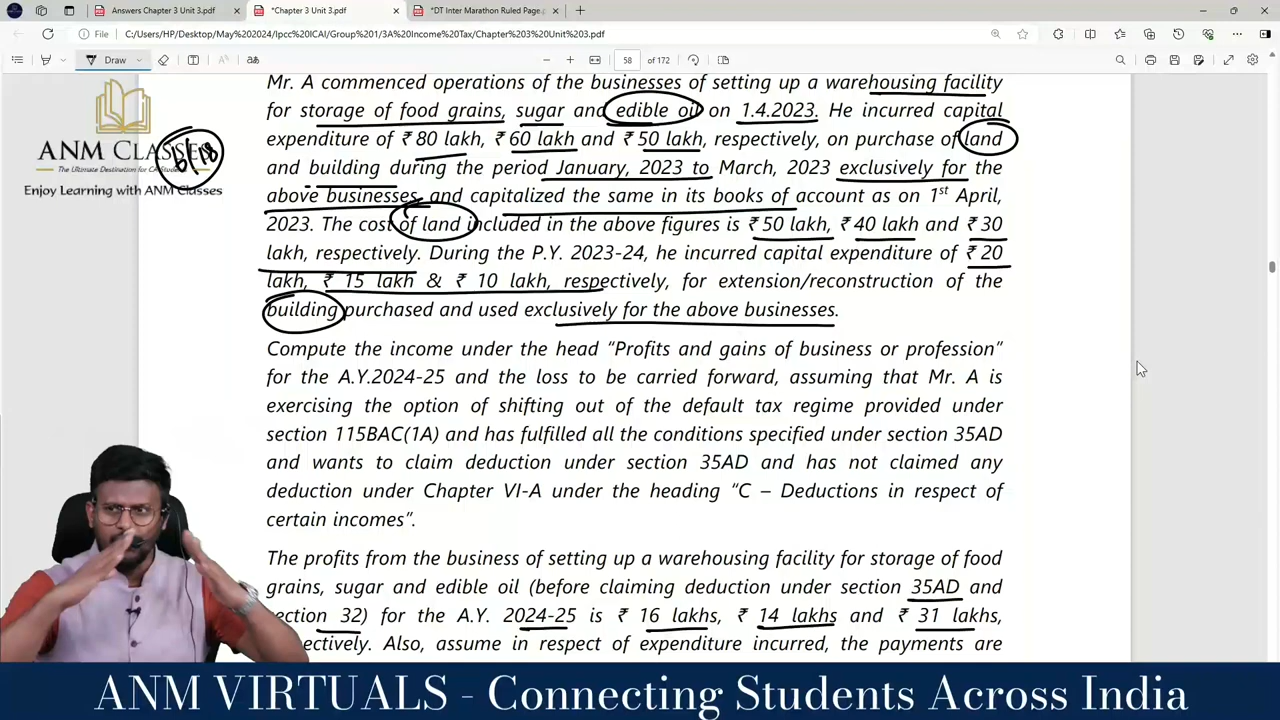 Answers Chapter 3 Unit 3.pdf
*Chapter 3 Unit 3.pdf
*DT Inter Marathon Ruled Page.p
File
C:/Users/HP/Desktop/May%202024/Ipcc%20ICAI/Group%201/3A%20Income%20Tax/Chapter%203%20Unit%203.pdf
Draw
58 of 172
Mr. A commenced operations of the businesses of setting up a warehousing facility
for storage of food grains, sugar and edible oil on 1.4.2023. He incurred capital
expenditure of ₹ 80 lakh, ₹ 60 lakh and ₹ 50 lakh, respectively, on purchase of land
and building during the period January, 2023 to March, 2023 exclusively for the
above businesses, and capitalized the same in its books of account as on 1st April,
2023. The cost of land included in the above figures is ₹ 50 lakh, ₹ 40 lakh and ₹ 30
lakh, respectively. During the P.Y. 2023-24, he incurred capital expenditure of ₹ 20
lakh, ₹ 15 lakh & ₹ 10 lakh, respectively, for extension/reconstruction of the
building purchased and used exclusively for the above businesses.
Compute the income under the head “Profits and gains of business or profession”
for the A.Y.2024-25 and the loss to be carried forward, assuming that Mr. A is
exercising the option of shifting out of the default tax regime provided under
section 115BAC(1A) and has fulfilled all the conditions specified under section 35AD
and wants to claim deduction under section 35AD and has not claimed any
deduction under Chapter VI-A under the heading “C – Deductions in respect of
certain incomes”.
The profits from the business of setting up a warehousing facility for storage of food
grains, sugar and edible oil (before claiming deduction under section 35AD and
section 32) for the A.Y. 2024-25 is ₹ 16 lakhs, ₹ 14 lakhs and ₹ 31 lakhs,
Also, assume in respect of expenditure incurred, the payments are
ANM CLASSES
The Ultimate Destination for CA Students
Enjoy Learning with ANM Classes
ANM VIRTUALS - Connecting Students Across India